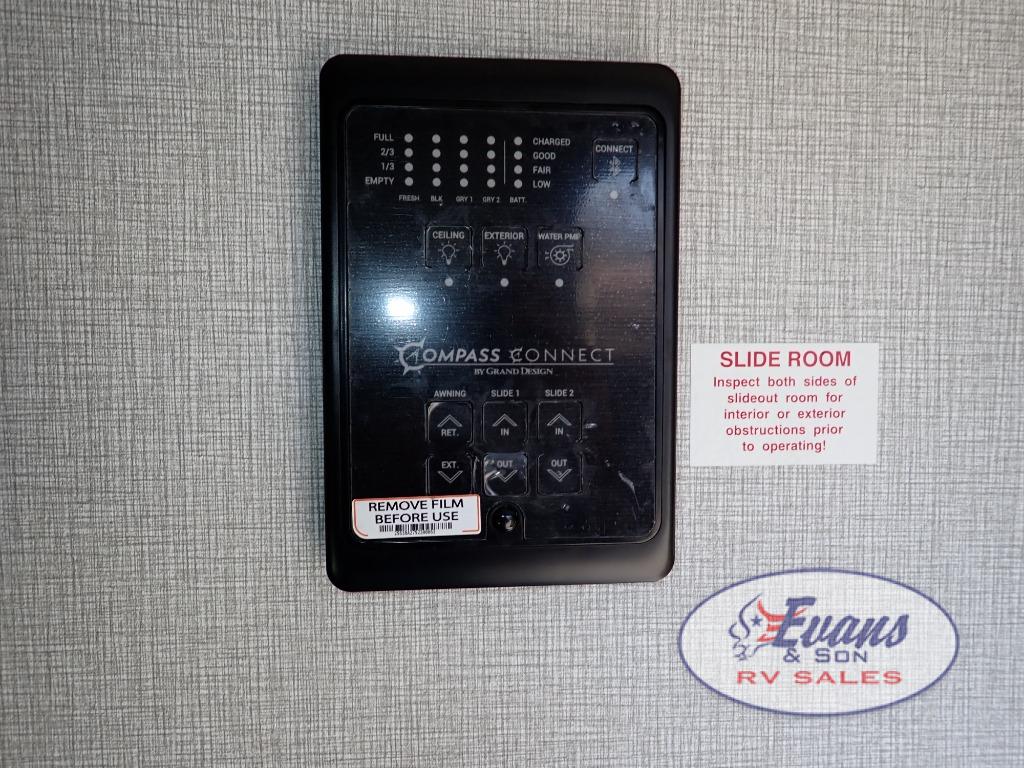 FULL
2/3
1/3
EMPTY
CHARGED
GOOD
FAIR
LOW
FRESH BLK GRY 1 GRY 2 BATT.
CONNECT
CEILING EXTERIOR WATER PMP
COMPASS CONNECT
BY GRAND DESIGN
AWNING SLIDE 1 SLIDE 2
RET. IN IN
EXT. OUT OUT
REMOVE FILM
BEFORE USE
SLIDE ROOM
Inspect both sides of
slideout room for
interior or exterior
obstructions prior
to operating!
Evans
& SON
RV SALES